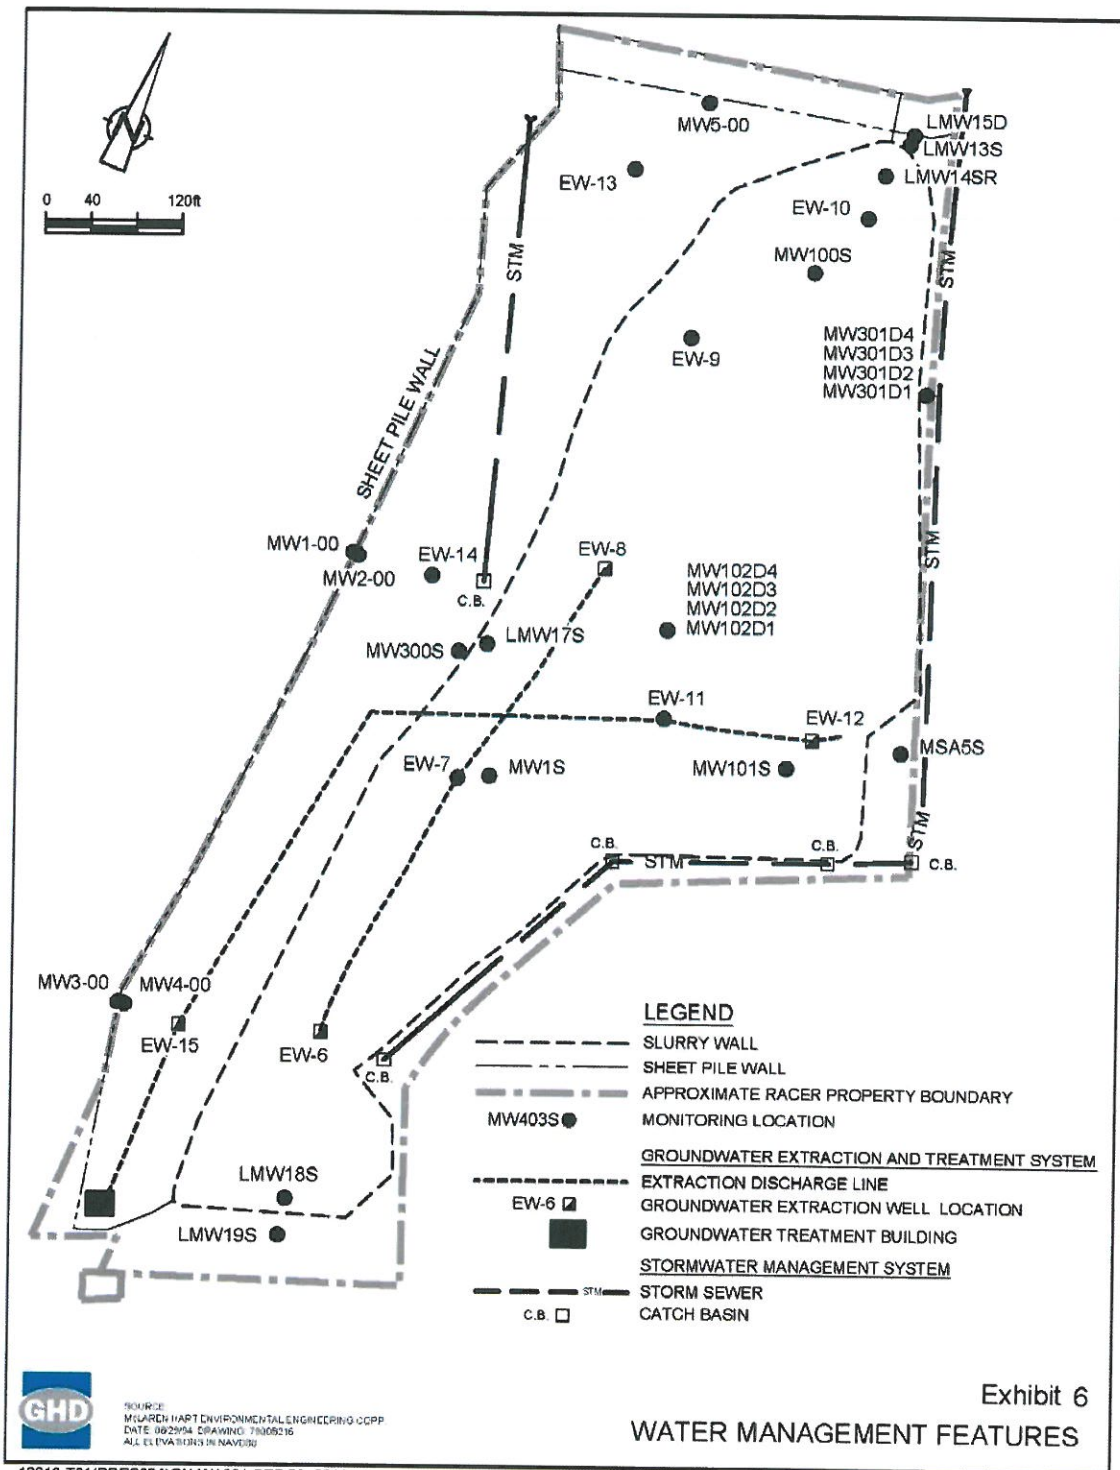 0 40 120ft
MW5-00
LMW15D
LMW13S
EW-13
LMW14SR
EW-10
STM
MW100S
STM
EW-9
MW301D4
MW301D3
MW301D2
MW301D1
SHEET PILE WALL
MW1-00
EW-14
EW-8
STM
MW2-00
C.B.
MW102D4
MW102D3
MW102D2
MW102D1
LMW17S
MW300S
EW-11
EW-12
EW-7
MW1S
MW101S
MSA5S
C.B.
C.B.
STM
STM
C.B.
MW3-00
MW4-00
EW-15
EW-6
C.B.
LMW18S
LMW19S
LEGEND
SLURRY WALL
SHEET PILE WALL
APPROXIMATE RACER PROPERTY BOUNDARY
MW403S MONITORING LOCATION
GROUNDWATER EXTRACTION AND TREATMENT SYSTEM
EXTRACTION DISCHARGE LINE
EW-6 GROUNDWATER EXTRACTION WELL LOCATION
GROUNDWATER TREATMENT BUILDING
STORMWATER MANAGEMENT SYSTEM
STM STORM SEWER
C.B. CATCH BASIN
GHD
SOURCE
McLAREN HART ENVIRONMENTAL ENGINEERING CORP
DATE: 08/29/94 DRAWING:
ALL ELEVATIONS IN NAVD88
Exhibit 6
WATER MANAGEMENT FEATURES